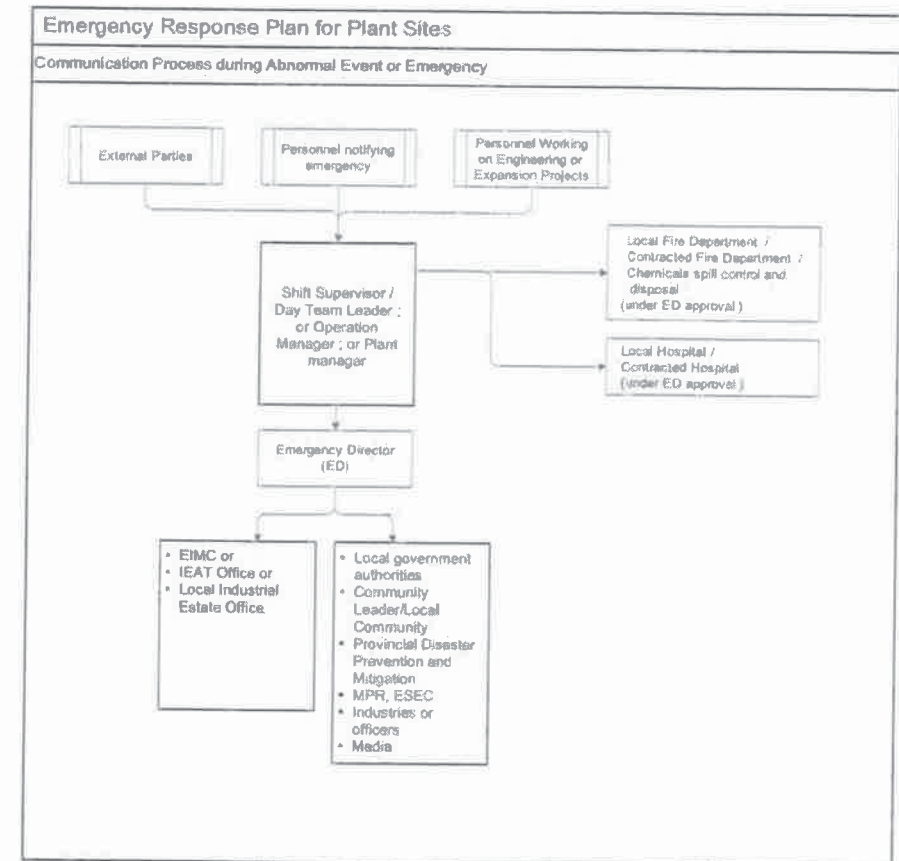 Emergency Response Plan for Plant Sites
Communication Process during Abnormal Event or Emergency
External Parties
Personnel notifying
emergency
Personnel Working
on Engineering or
Expansion Projects
Shift Supervisor /
Day Team Leader ;
or Operation
Manager ; or Plant
manager
Local Fire Department /
Contracted Fire Department /
Chemicals spill control and
disposal
(under ED approval )
Local Hospital /
Contracted Hospital
(under ED approval )
Emergency Director
(ED)
• EIMC or
• IEAT Office or
• Local Industrial
Estate Office
• Local government
authorities
• Community
Leader/Local
Community
• Provincial Disaster
Prevention and
Mitigation
• MPR, ESEC
• Industries or
officers
• Media